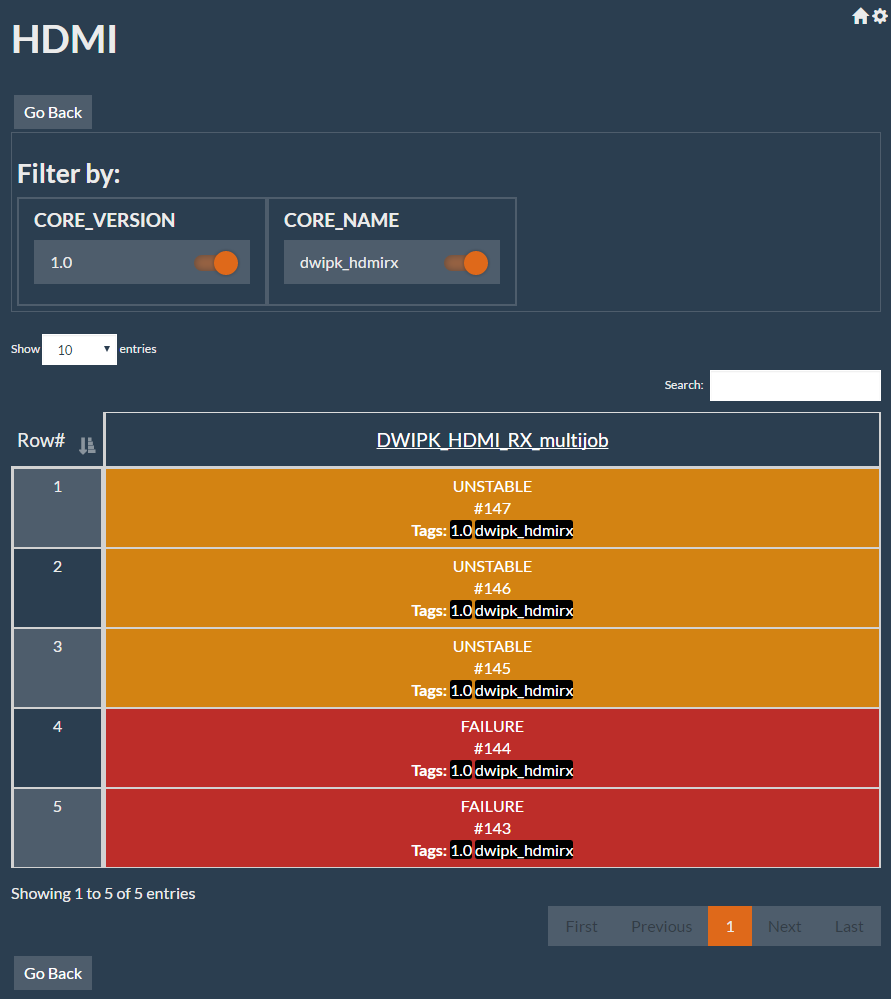 HDMI
Go Back
Filter by:
CORE_VERSION CORE_NAME
1.0 dwipk_hdmirx
Show 10 entries
Search:
Row# DWIPK_HDMI_RX_multijob
1 UNSTABLE
#147
Tags: 1.0 dwipk_hdmirx
2 UNSTABLE
#146
Tags: 1.0 dwipk_hdmirx
3 UNSTABLE
#145
Tags: 1.0 dwipk_hdmirx
4 FAILURE
#144
Tags: 1.0 dwipk_hdmirx
5 FAILURE
#143
Tags: 1.0 dwipk_hdmirx
Showing 1 to 5 of 5 entries
First Previous 1 Next Last
Go Back